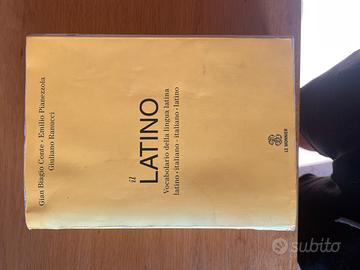 Gian Biagio Conte • Emilio Pianezzola
Giuliano Ranucci
il
LATINO
Vocabolario della lingua latina
latino • italiano - italiano • latino
LE MONNIER
subito